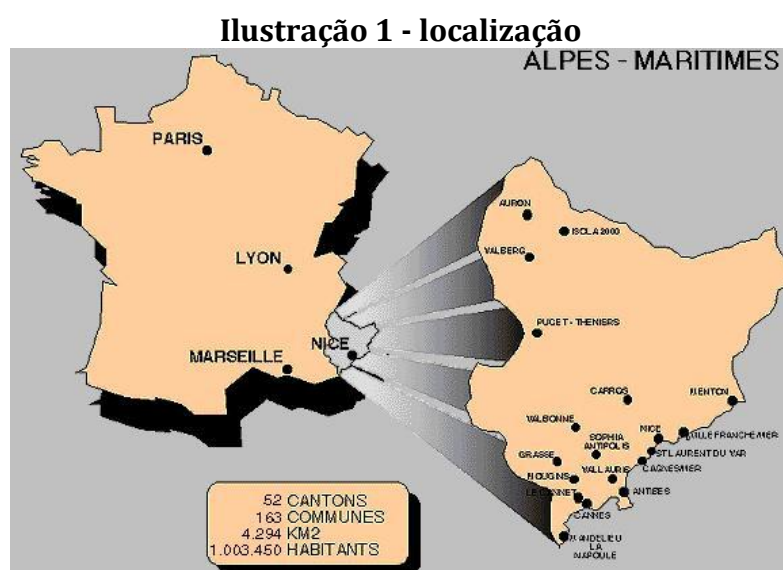 Ilustração 1 - localização
ALPES - MARITIMES
PARIS
LYON
MARSEILLE
NICE
AURON
ISOLA 2000
VALBERG
PUGET - THENIERS
CARROS
MENTON
VALBONNE
SOPHIA
ANTIPOLIS
NICE
VILLEFRANCHE/MER
ST LAURENT DU VAR
CAGNES/MER
GRASSE
MOUGINS
VALLAURIS
LE CANNET
ANTIBES
CANNES
MANDELIEU
LA
NAPOULE
52 CANTONS
163 COMMUNES
4.294 KM2
1.003.450 HABITANTS